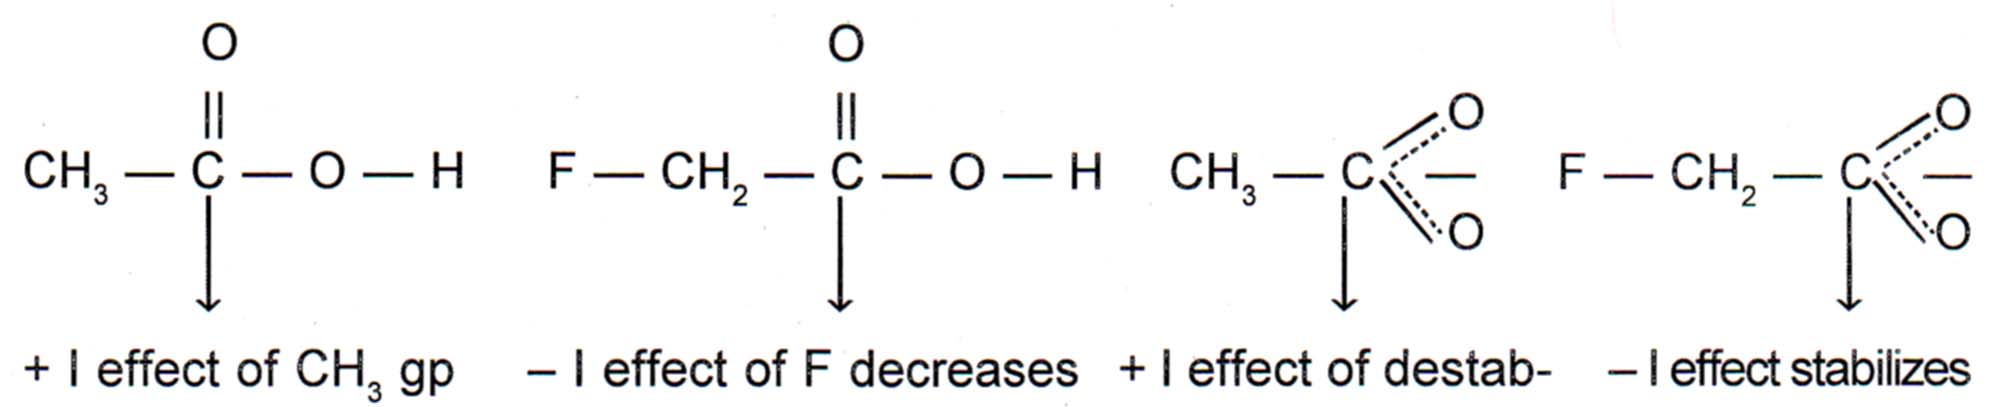 O O
CH₃ — C — O — H F — CH₂ — C — O — H CH₃ — C O O — F — CH₂ — C O O —
+ I effect of CH₃ gp – I effect of F decreases + I effect of destab- – I effect stabilizes